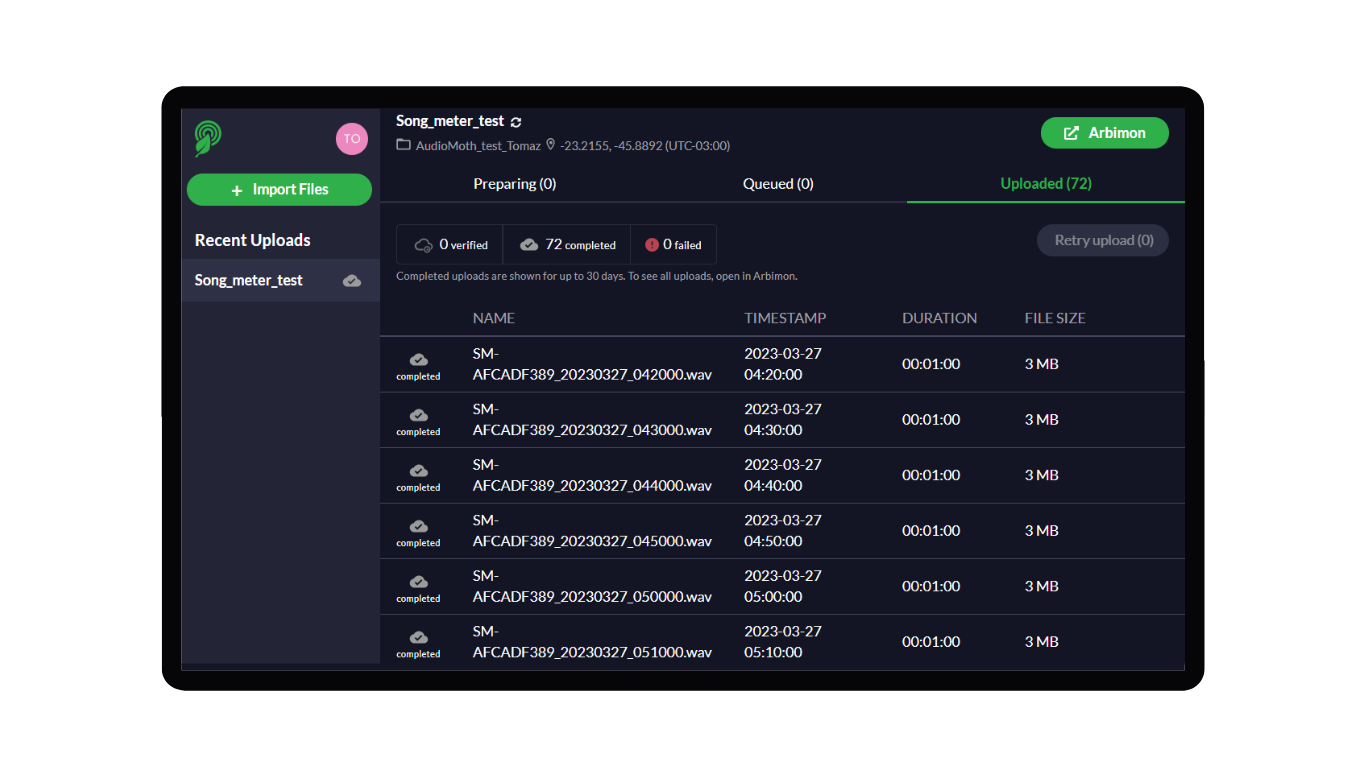 TO
Import Files
Recent Uploads
Song_meter_test
Song_meter_test
AudioMoth_test_Tomaz -23.2155, -45.8892 (UTC-03:00)
Arbimon
Preparing (0) Queued (0) Uploaded (72)
0 verified 72 completed 0 failed
Retry upload (0)
Completed uploads are shown for up to 30 days. To see all uploads, open in Arbimon.
NAME TIMESTAMP DURATION FILE SIZE
SM- 2023-03-27
completed AFCADF389_20230327_042000.wav 04:20:00 00:01:00 3 MB
SM- 2023-03-27
completed AFCADF389_20230327_043000.wav 04:30:00 00:01:00 3 MB
SM- 2023-03-27
completed AFCADF389_20230327_044000.wav 04:40:00 00:01:00 3 MB
SM- 2023-03-27
completed AFCADF389_20230327_045000.wav 04:50:00 00:01:00 3 MB
SM- 2023-03-27
completed AFCADF389_20230327_050000.wav 05:00:00 00:01:00 3 MB
SM- 2023-03-27
completed AFCADF389_20230327_051000.wav 05:10:00 00:01:00 3 MB